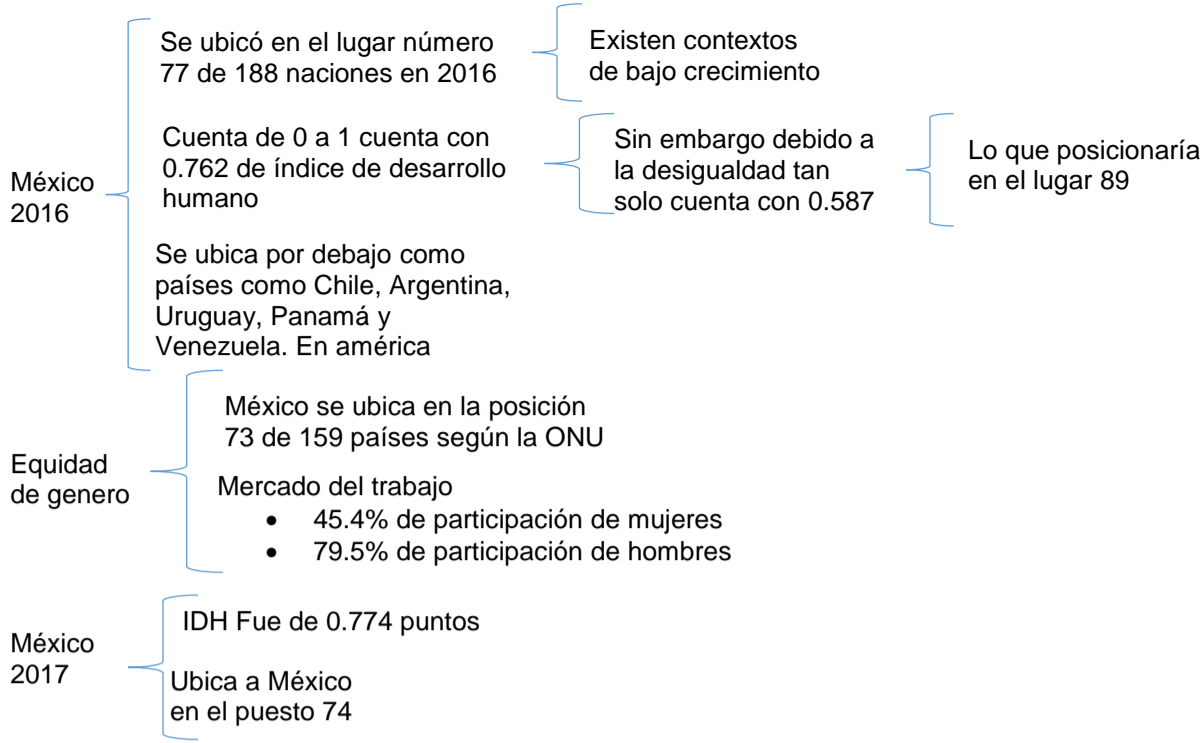 Se ubicó en el lugar número
77 de 188 naciones en 2016
Existen contextos
de bajo crecimiento
México
2016
Cuenta de 0 a 1 cuenta con
0.762 de índice de desarrollo
humano
Sin embargo debido a
la desigualdad tan
solo cuenta con 0.587
Lo que posicionaría
en el lugar 89
Se ubica por debajo como
países como Chile, Argentina,
Uruguay, Panamá y
Venezuela. En américa
Equidad
de genero
México se ubica en la posición
73 de 159 países según la ONU
Mercado del trabajo
• 45.4% de participación de mujeres
• 79.5% de participación de hombres
México
2017
IDH Fue de 0.774 puntos
Ubica a México
en el puesto 74